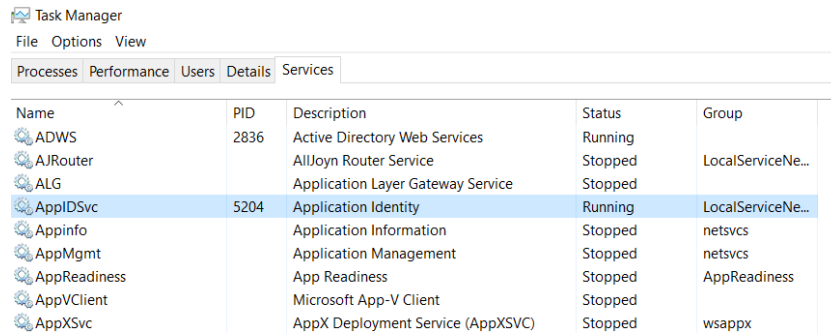 Task Manager
File Options View
Processes Performance Users Details Services
Name PID Description Status Group
ADWS 2836 Active Directory Web Services Running
AJRouter AllJoyn Router Service Stopped LocalServiceNe...
ALG Application Layer Gateway Service Stopped
AppIDSvc 5204 Application Identity Running LocalServiceNe...
Appinfo Application Information Stopped netsvcs
AppMgmt Application Management Stopped netsvcs
AppReadiness App Readiness Stopped AppReadiness
AppVClient Microsoft App-V Client Stopped
AppXSvc AppX Deployment Service (AppXSVC) Stopped wsappx